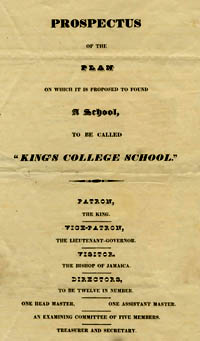 PROSPECTUS
OF THE
PLAN
ON WHICH IT IS PROPOSED TO FOUND
A School,
TO BE CALLED
"KING'S COLLEGE SCHOOL."
PATRON,
THE KING.
VICE-PATRON,
THE LIEUTENANT-GOVERNOR.
VISITOR,
THE BISHOP OF JAMAICA.
DIRECTORS,
TO BE TWELVE IN NUMBER.
ONE HEAD MASTER. ONE ASSISTANT MASTER.
AN EXAMINING COMMITTEE OF FIVE MEMBERS.
TREASURER AND SECRETARY.